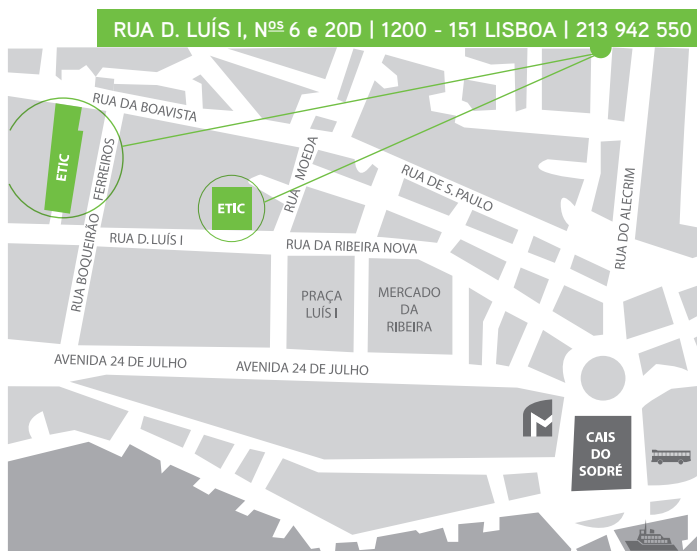 RUA D. LUÍS I, Nºˢ 6 e 20D | 1200 - 151 LISBOA | 213 942 550
RUA DA BOAVISTA
ETIC
RUA BOQUEIRÃO FERREIROS
RUA MOEDA
ETIC
RUA DE S. PAULO
RUA DO ALECRIM
RUA D. LUÍS I
RUA DA RIBEIRA NOVA
PRAÇA
LUÍS I
MERCADO
DA
RIBEIRA
AVENIDA 24 DE JULHO
AVENIDA 24 DE JULHO
M
CAIS
DO
SODRÉ